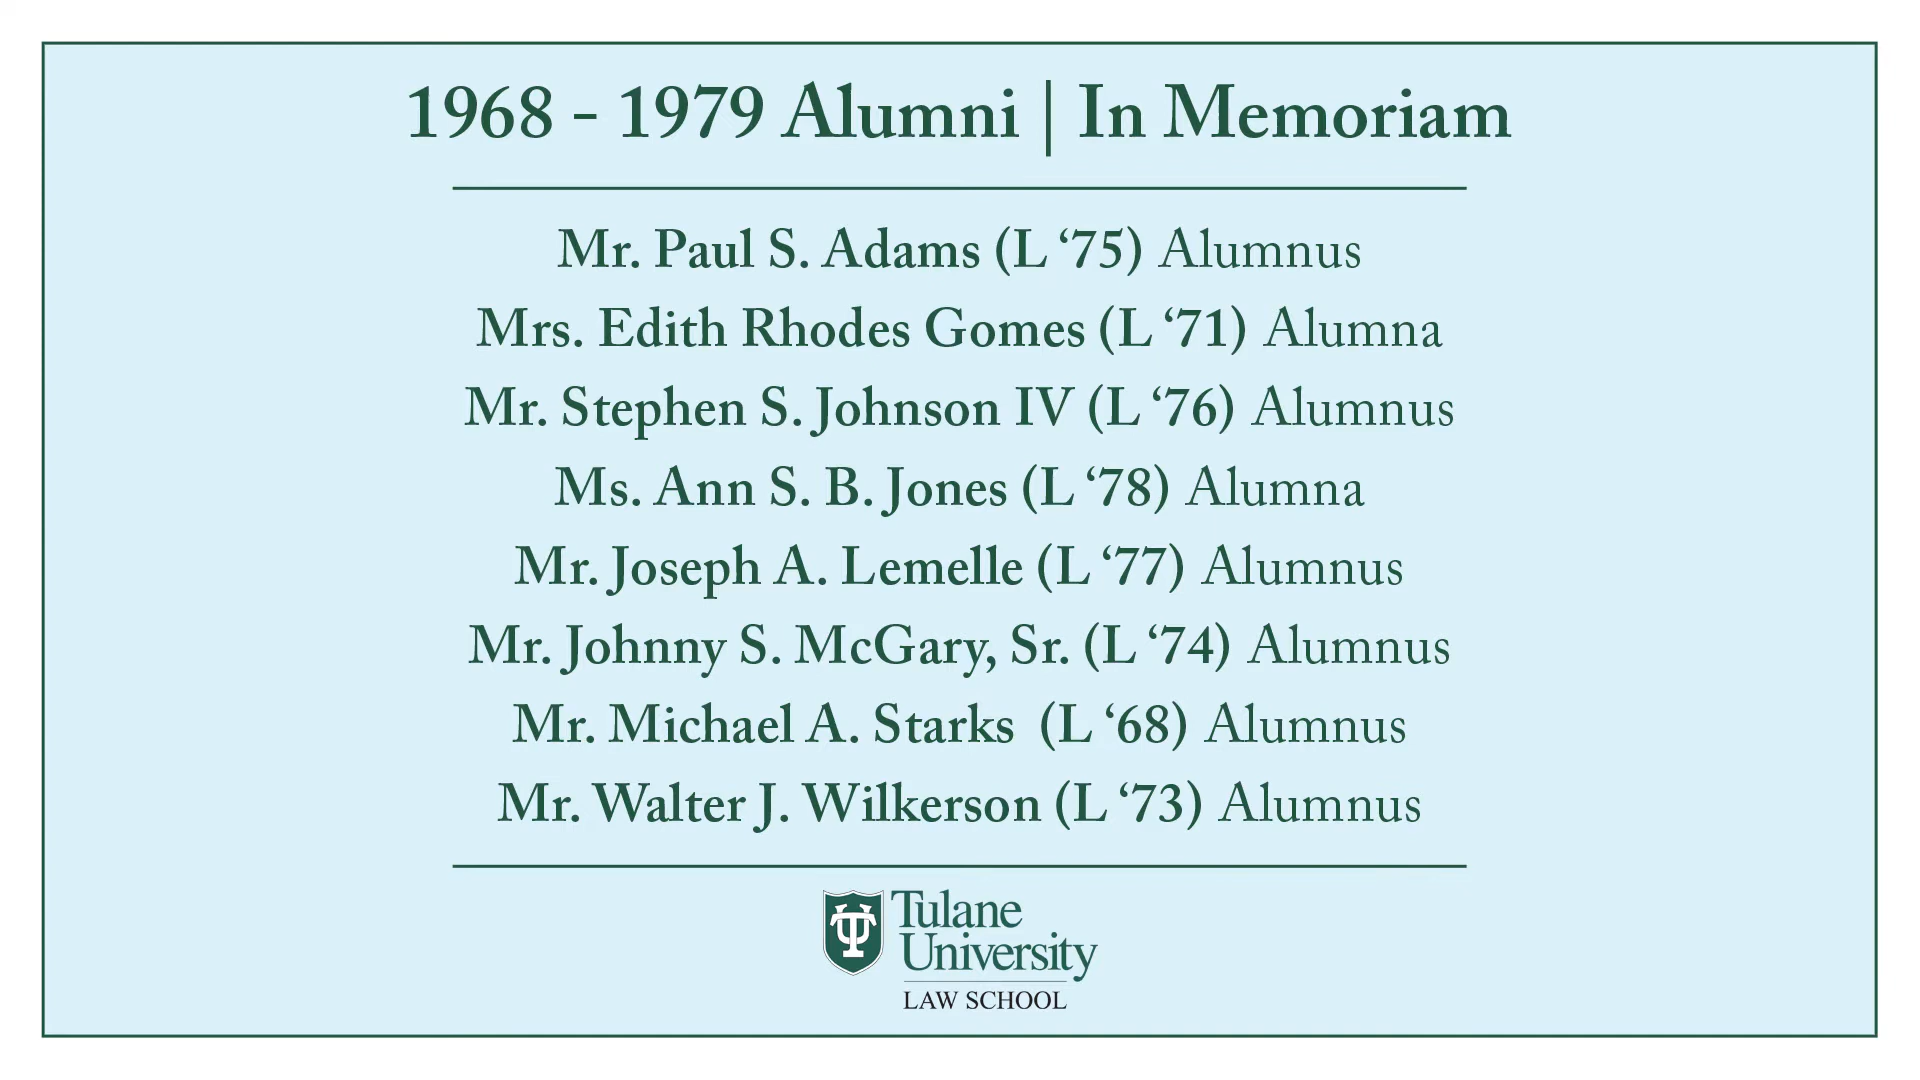 1968 - 1979 Alumni | In Memoriam
Mr. Paul S. Adams (L ‘75) Alumnus
Mrs. Edith Rhodes Gomes (L ‘71) Alumna
Mr. Stephen S. Johnson IV (L ‘76) Alumnus
Ms. Ann S. B. Jones (L ‘78) Alumna
Mr. Joseph A. Lemelle (L ‘77) Alumnus
Mr. Johnny S. McGary, Sr. (L ‘74) Alumnus
Mr. Michael A. Starks  (L ‘68) Alumnus
Mr. Walter J. Wilkerson (L ‘73) Alumnus
Tulane
University
LAW SCHOOL